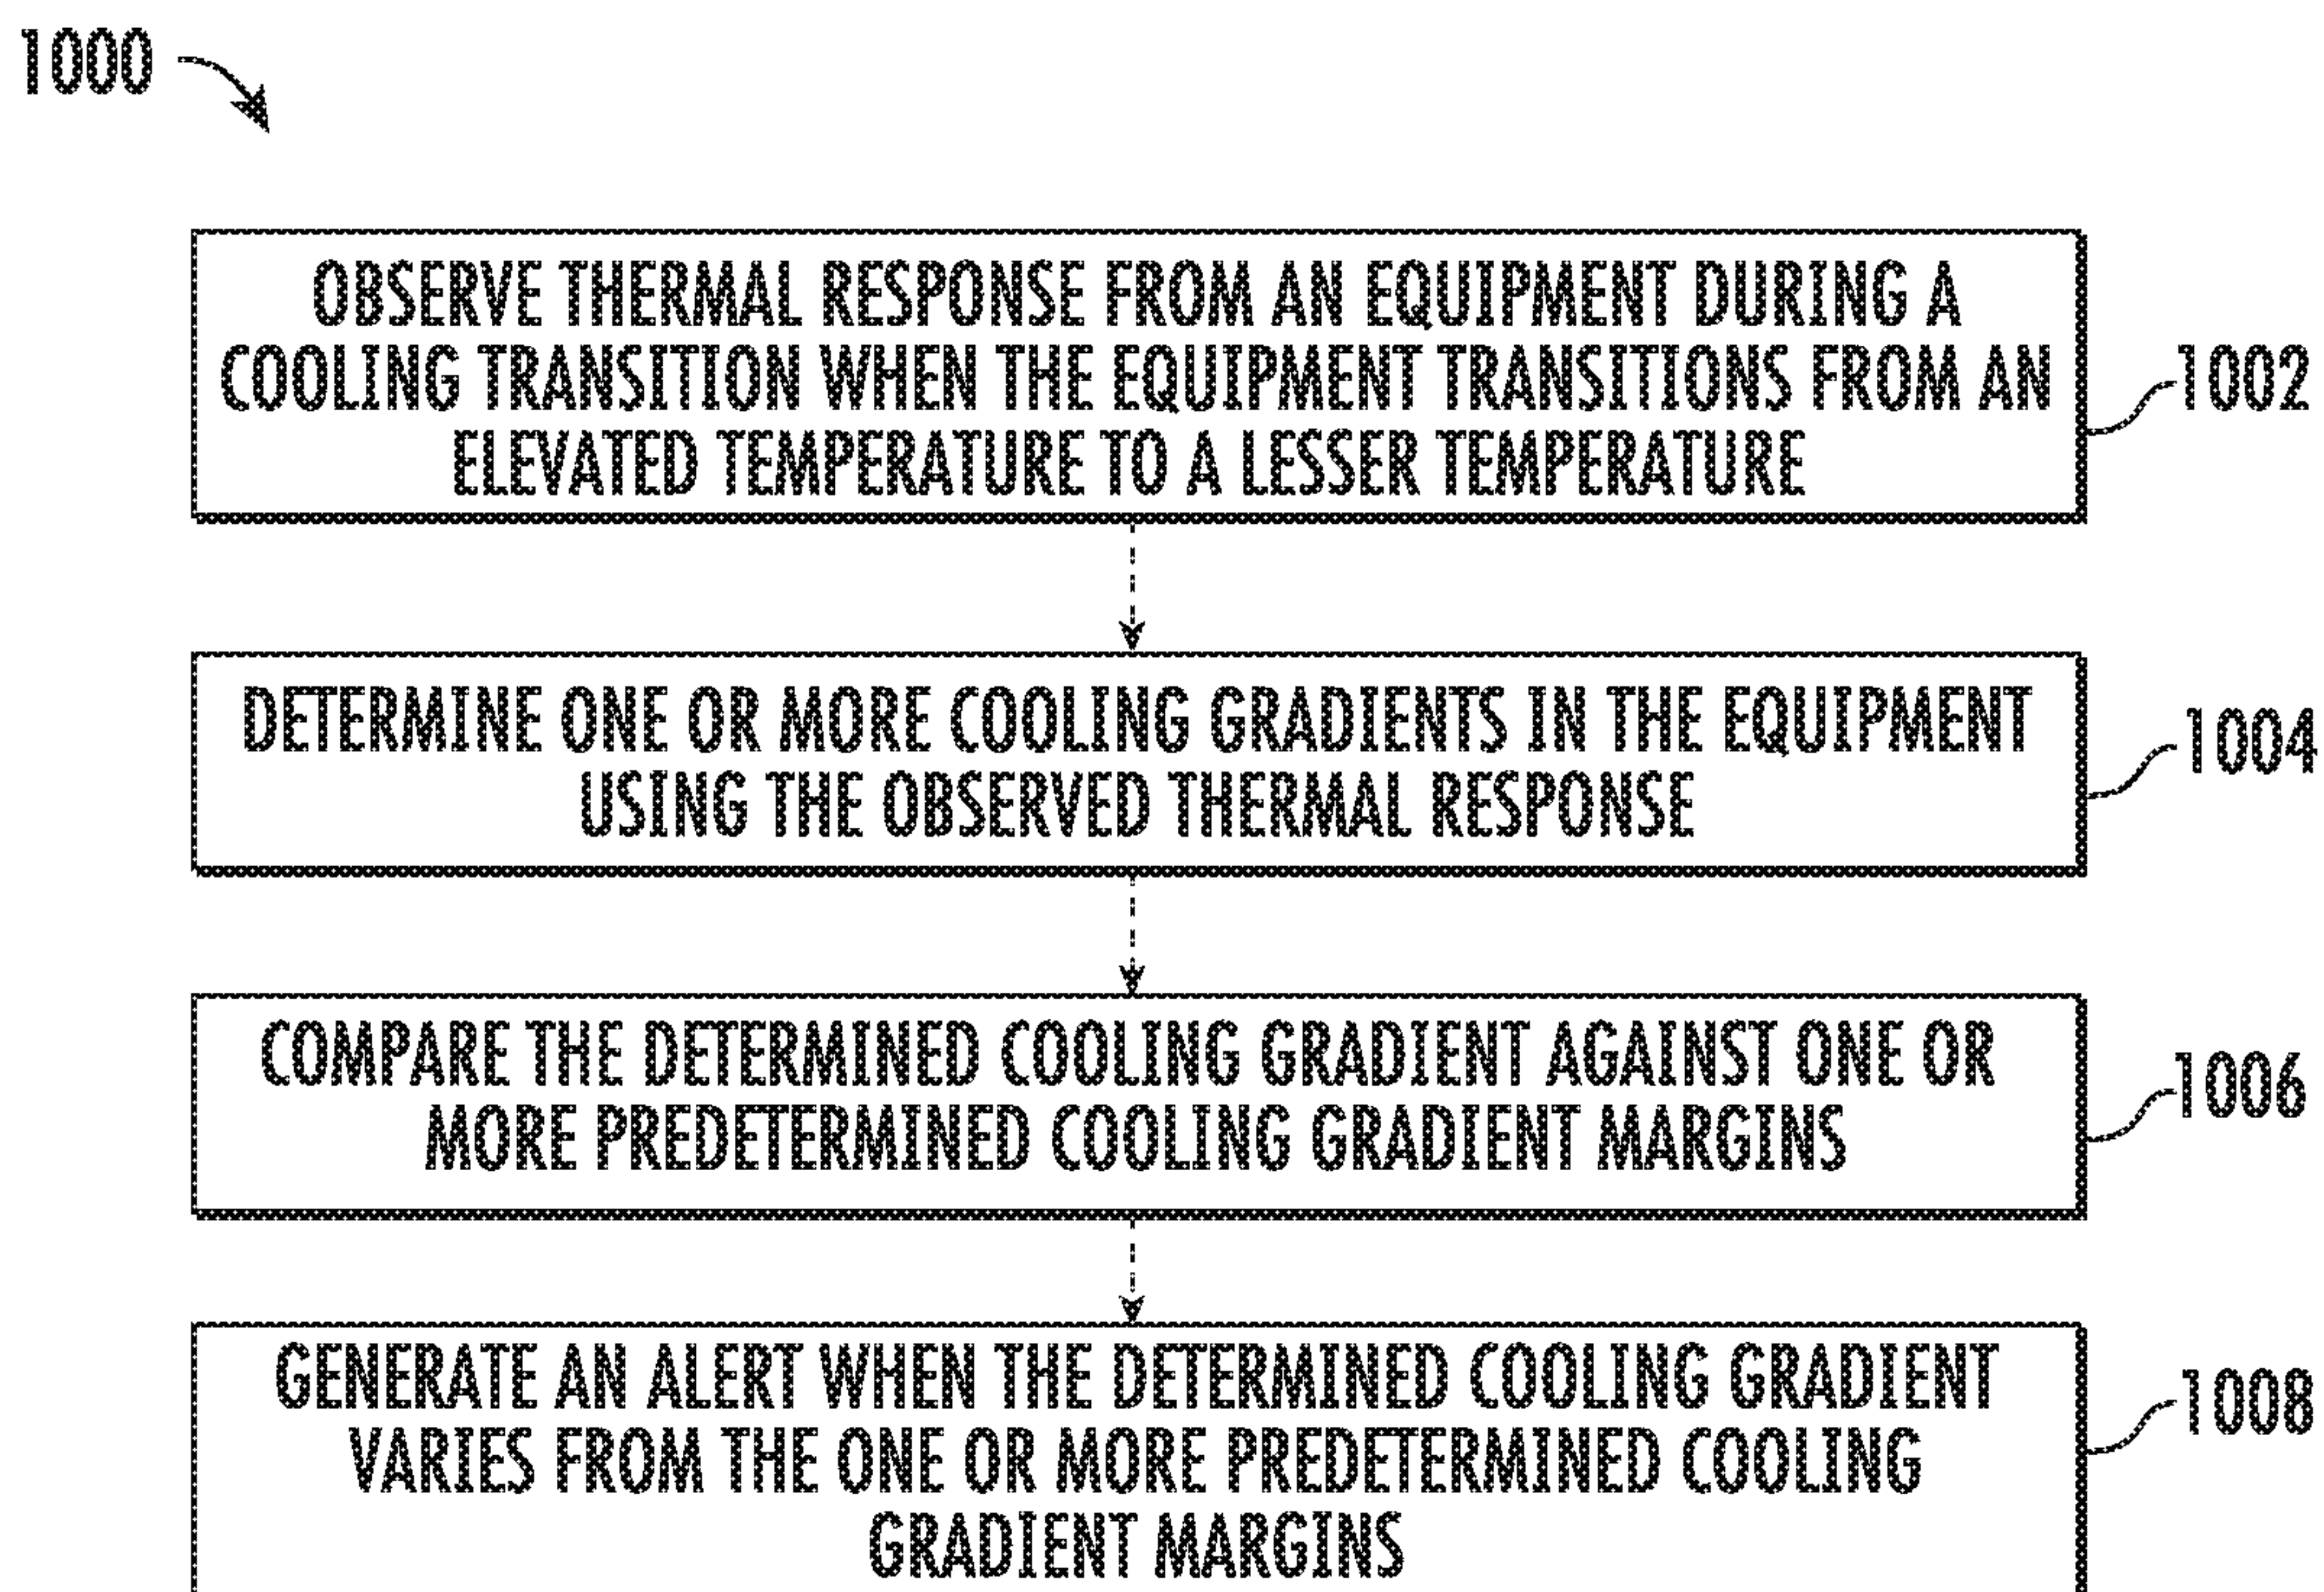 1000
OBSERVE THERMAL RESPONSE FROM AN EQUIPMENT DURING A
COOLING TRANSITION WHEN THE EQUIPMENT TRANSITIONS FROM AN
ELEVATED TEMPERATURE TO A LESSER TEMPERATURE
1002
DETERMINE ONE OR MORE COOLING GRADIENTS IN THE EQUIPMENT
USING THE OBSERVED THERMAL RESPONSE
1004
COMPARE THE DETERMINED COOLING GRADIENT AGAINST ONE OR
MORE PREDETERMINED COOLING GRADIENT MARGINS
1006
GENERATE AN ALERT WHEN THE DETERMINED COOLING GRADIENT
VARIES FROM THE ONE OR MORE PREDETERMINED COOLING
GRADIENT MARGINS
1008